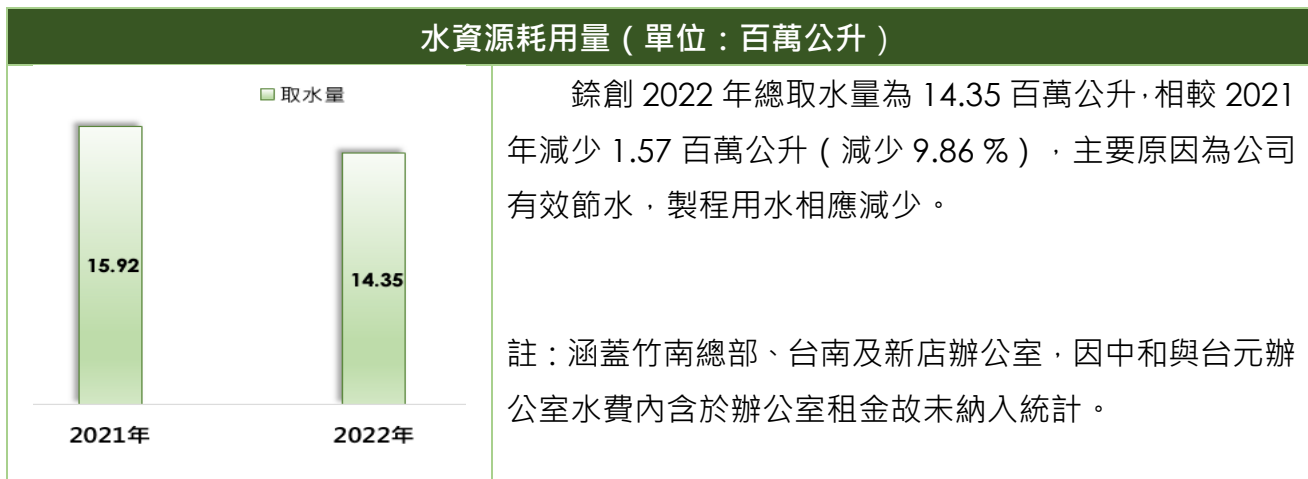 水資源耗用量（單位：百萬公升）
取水量
15.92
14.35
2021年
2022年
錼創 2022 年總取水量為 14.35 百萬公升，相較 2021
年減少 1.57 百萬公升（減少 9.86 %），主要原因為公司
有效節水，製程用水相應減少。
註：涵蓋竹南總部、台南及新店辦公室，因中和與台元辦
公室水費內含於辦公室租金故未納入統計。